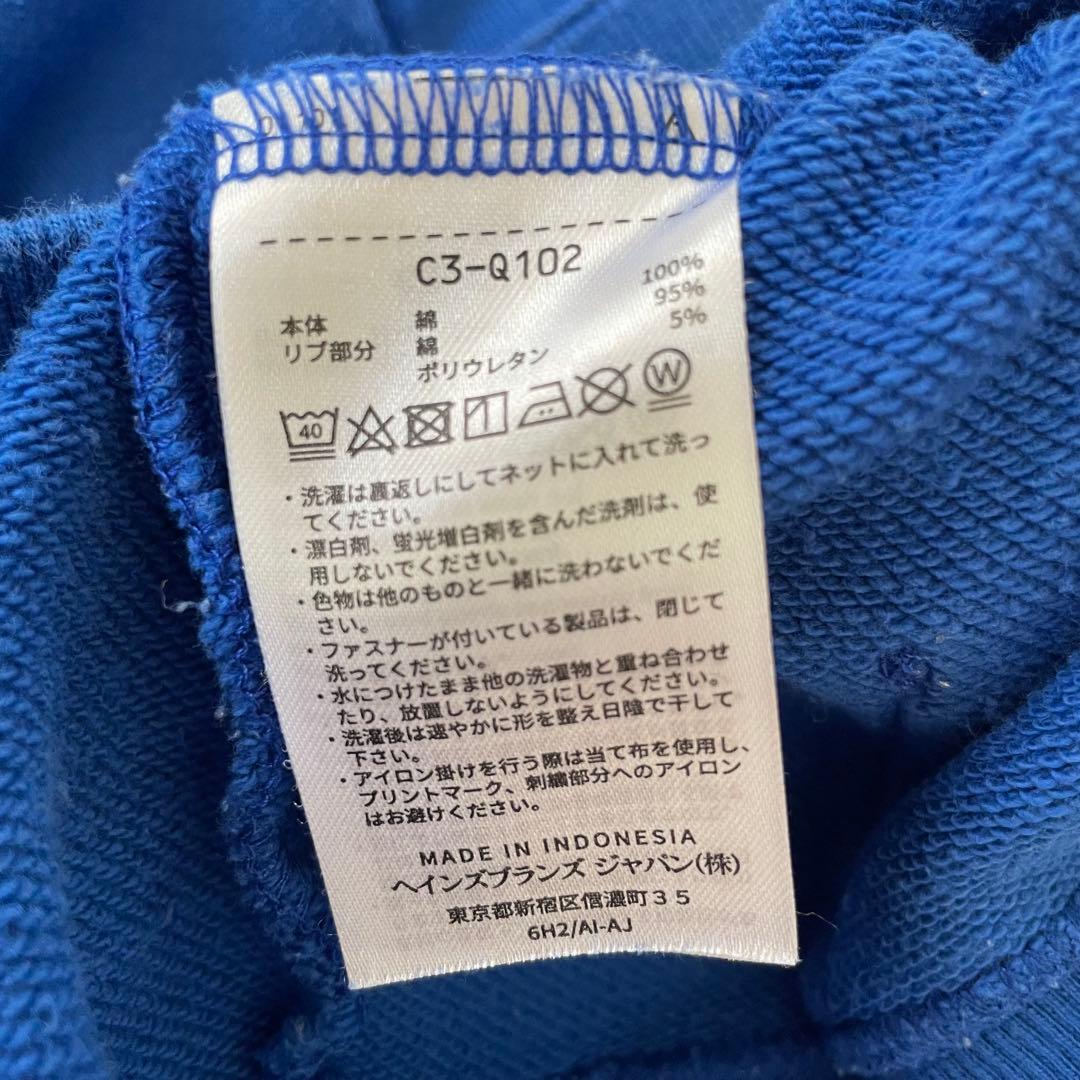 C3-Q102
本体 綿 100%
リブ部分 綿 95%
ポリウレタン 5%
40 W
・洗濯は裏返しにしてネットに入れて洗っ
てください。
・漂白剤、蛍光増白剤を含んだ洗剤は、使
用しないでください。
・色物は他のものと一緒に洗わないでくだ
さい。
・ファスナーが付いている製品は、閉じて
洗ってください。
・水につけたまま他の洗濯物と重ね合わせ
たり、放置しないようにしてください。
・洗濯後は速やかに形を整え日陰で干して
下さい。
・アイロン掛けを行う際は当て布を使用し、
プリントマーク、刺繍部分へのアイロン
はお避けください。
MADE IN INDONESIA
ヘインズブランズ ジャパン(株)
東京都新宿区信濃町35
6H2/AI-AJ